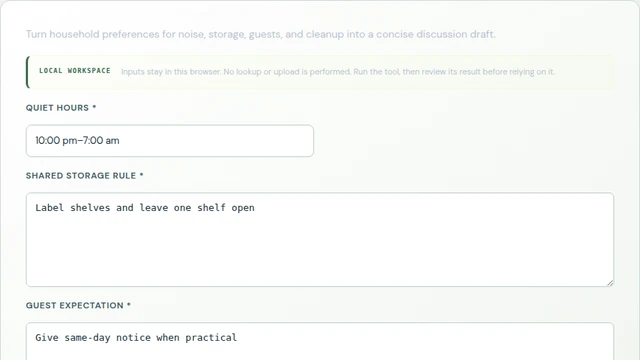 Turn household preferences for noise, storage, guests, and cleanup into a concise discussion draft.
LOCAL WORKSPACE Inputs stay in this browser. No lookup or upload is performed. Run the tool, then review its result before relying on it.
QUIET HOURS *
10:00 pm–7:00 am
SHARED STORAGE RULE *
Label shelves and leave one shelf open
GUEST EXPECTATION *
Give same-day notice when practical